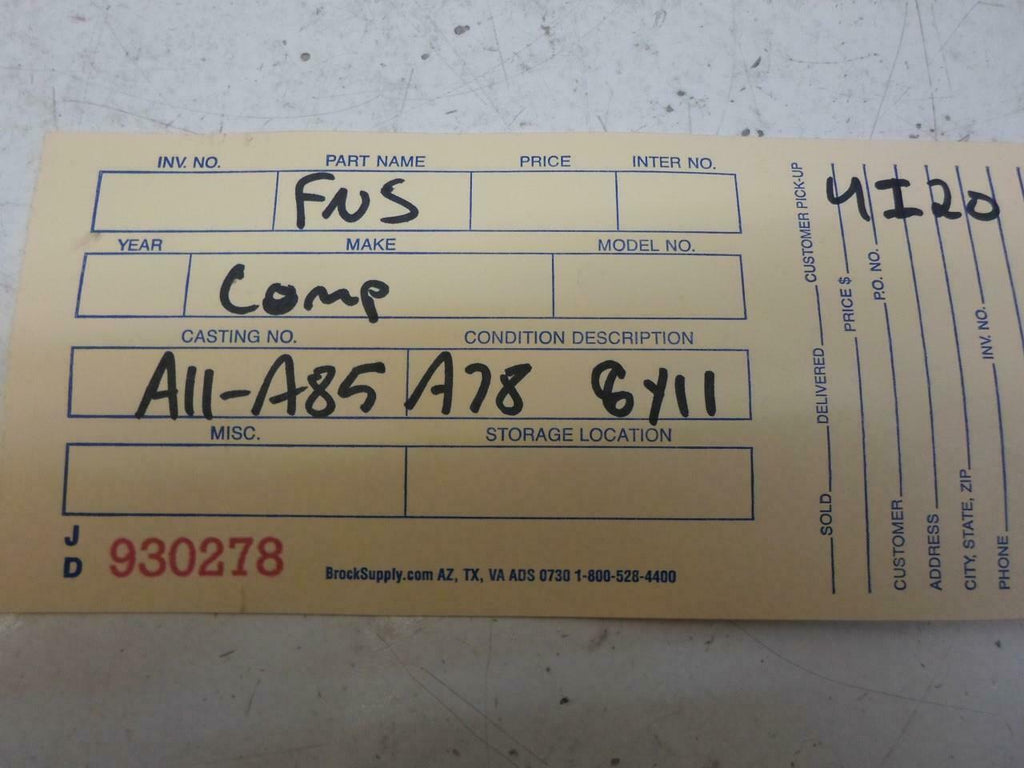 INV. NO. PART NAME PRICE INTER NO.
FNS
YEAR MAKE MODEL NO.
Comp
CASTING NO. CONDITION DESCRIPTION
A11-A85 A78 8y11
MISC. STORAGE LOCATION
JD 930278
BrockSupply.com AZ, TX, VA ADS 0730 1-800-528-4400
4I20
SOLD DELIVERED CUSTOMER PICK-UP
PRICE $
CUSTOMER P.O. NO.
ADDRESS
CITY, STATE, ZIP
PHONE INV. NO.